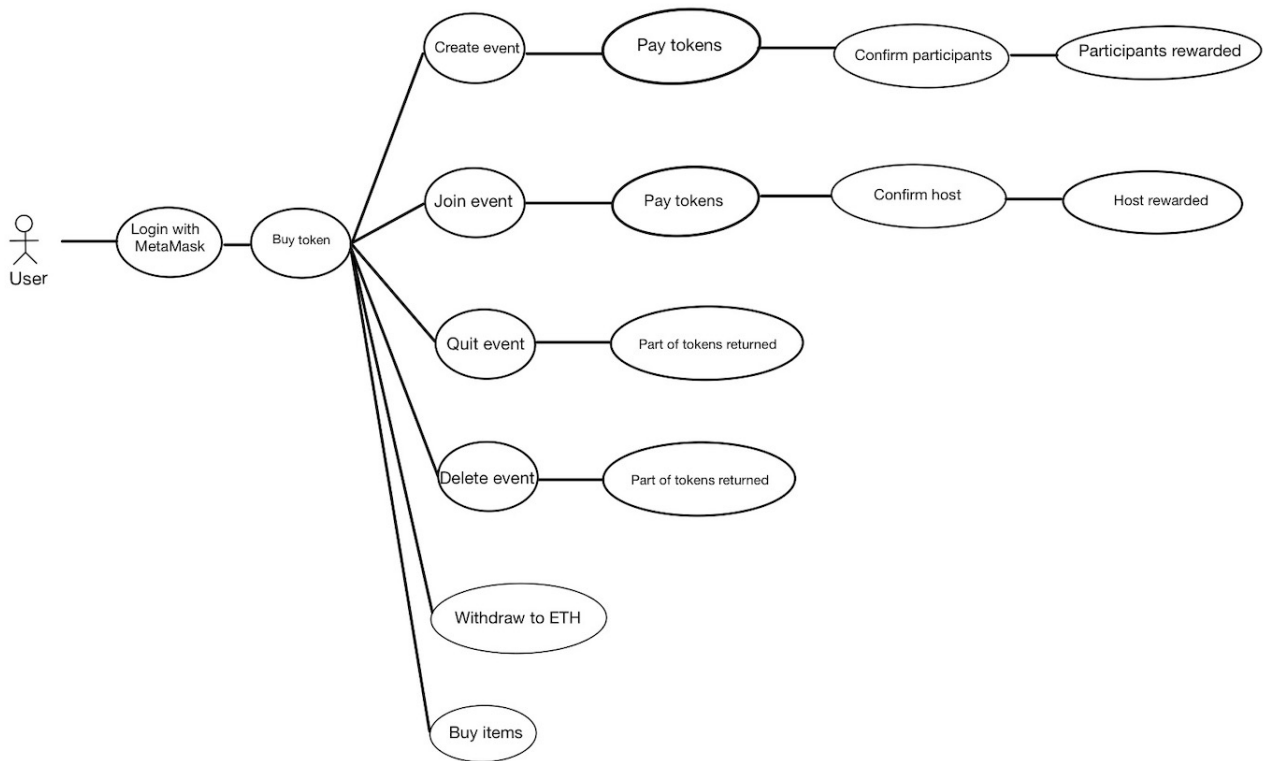 Create event
Pay tokens
Confirm participants
Participants rewarded
Join event
Pay tokens
Confirm host
Host rewarded
User
Login with
MetaMask
Buy token
Quit event
Part of tokens returned
Delete event
Part of tokens returned
Withdraw to ETH
Buy items